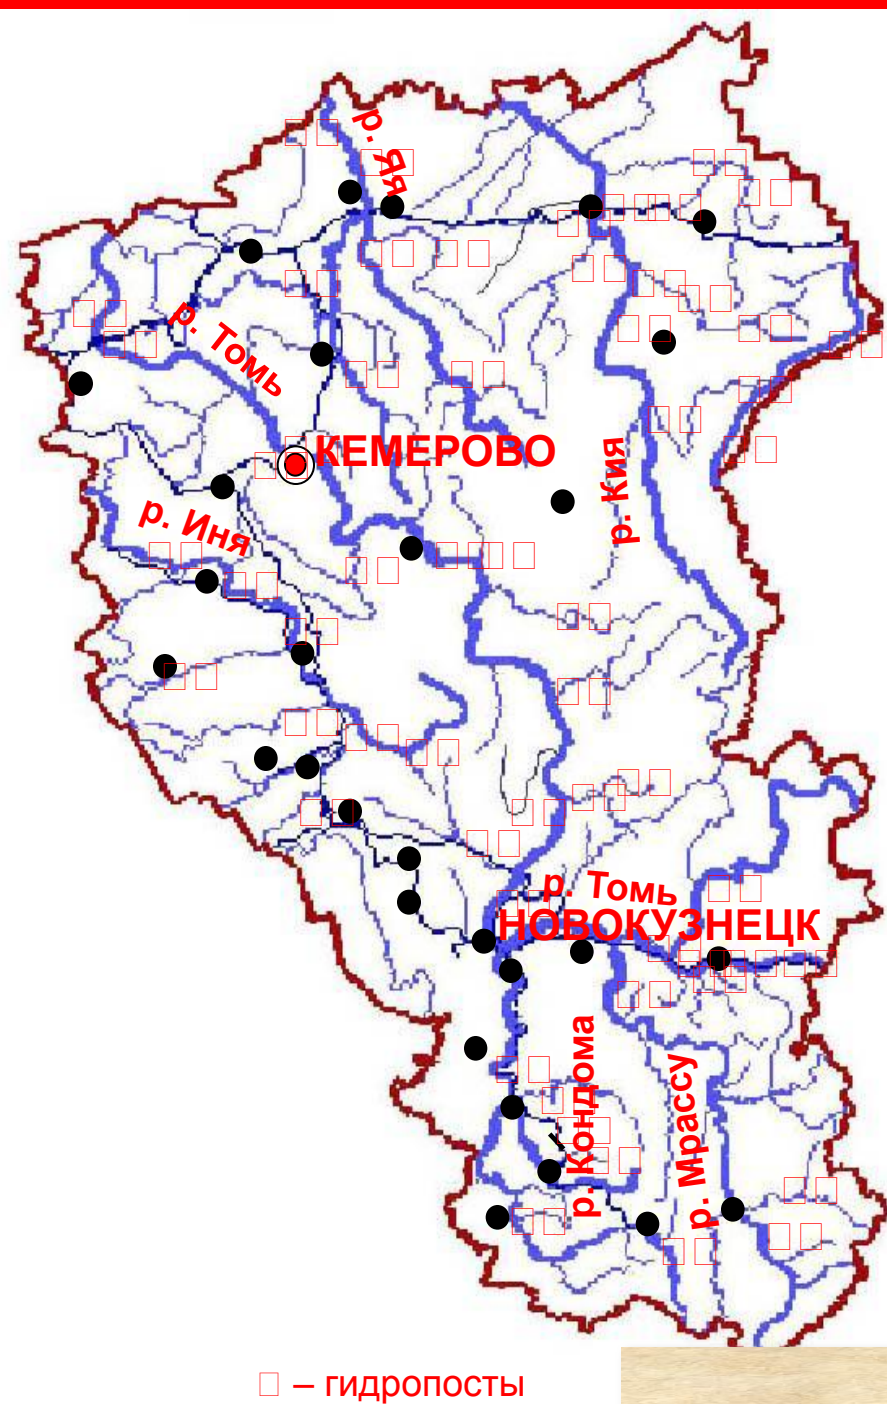 р. Яя
р. Томь
КЕМЕРОВО
р. Кия
р. Иня
р. Томь
НОВОКУЗНЕЦК
р. Кондома
р. Мрассу
– гидропосты